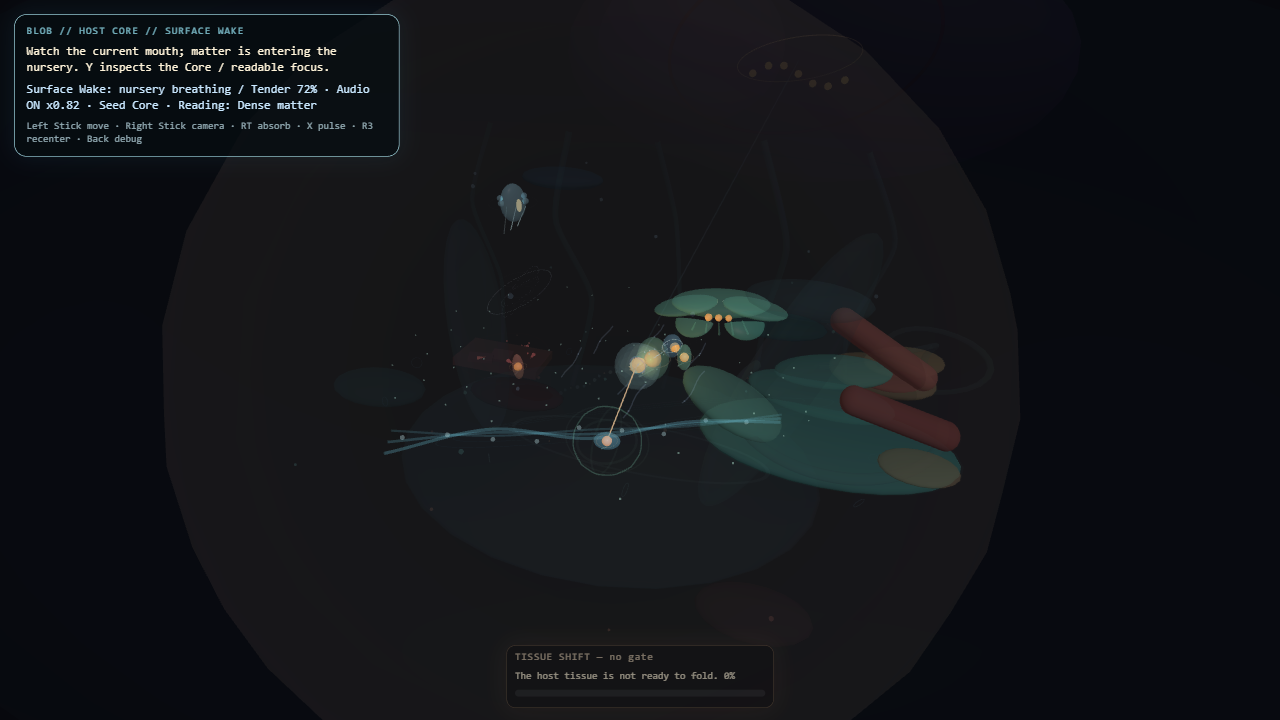 BLOB // HOST CORE // SURFACE WAKE
Watch the current mouth; matter is entering the
nursery. Y inspects the Core / readable focus.
Surface Wake: nursery breathing / Tender 72% · Audio
ON x0.82 · Seed Core · Reading: Dense matter
Left Stick move · Right Stick camera · RT absorb · X pulse · R3
recenter · Back debug
TISSUE SHIFT — no gate
The host tissue is not ready to fold. 0%